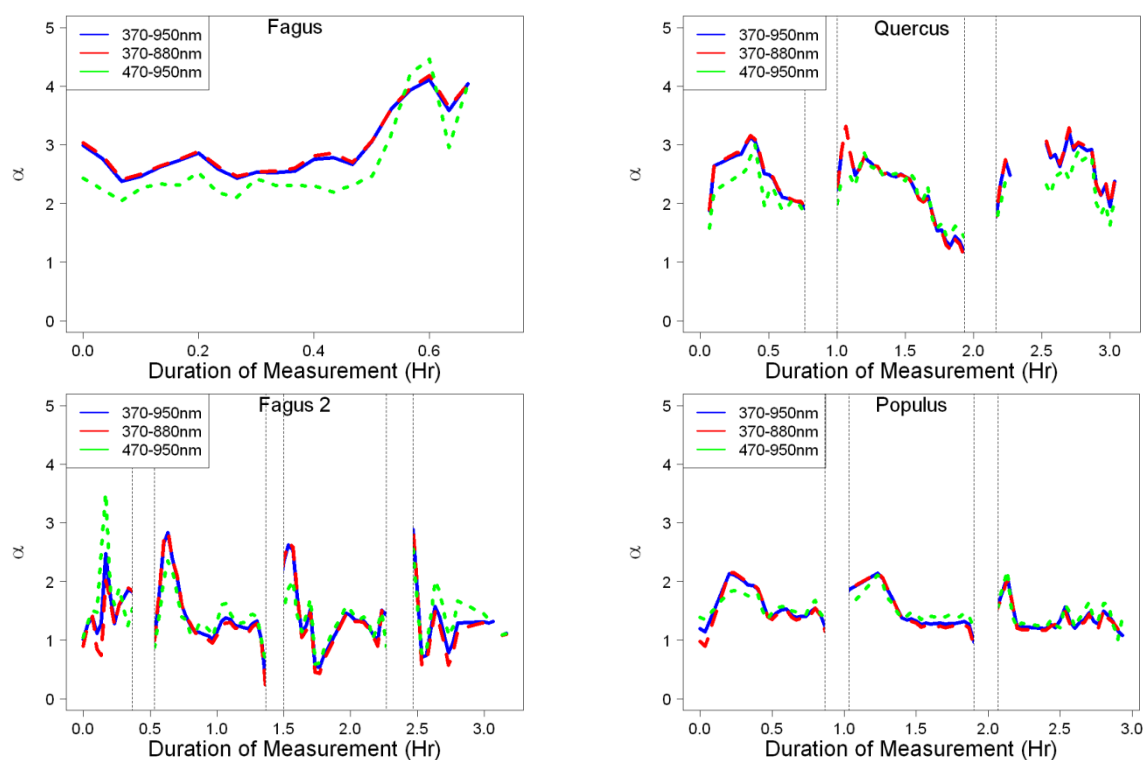 Fagus
370-950nm
370-880nm
470-950nm
5
4
3
2
1
0
α
0.0 0.2 0.4 0.6
Duration of Measurement (Hr)
Quercus
370-950nm
370-880nm
470-950nm
5
4
3
2
1
0
α
0.0 0.5 1.0 1.5 2.0 2.5 3.0
Duration of Measurement (Hr)
Fagus 2
370-950nm
370-880nm
470-950nm
5
4
3
2
1
0
α
0.0 0.5 1.0 1.5 2.0 2.5 3.0
Duration of Measurement (Hr)
Populus
370-950nm
370-880nm
470-950nm
5
4
3
2
1
0
α
0.0 0.5 1.0 1.5 2.0 2.5 3.0
Duration of Measurement (Hr)